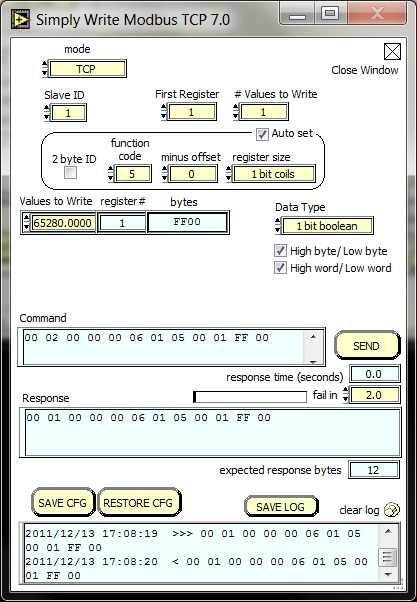 Simply Write Modbus TCP 7.0
mode
TCP
Close Window
Slave ID
First Register
# Values to Write
1
1
1
Auto set
function
code
2 byte ID
minus offset
register size
5
0
1 bit coils
Values to Write
register#
bytes
Data Type
65280.0000
1
FF00
1 bit boolean
High byte/ Low byte
High word/ Low word
Command
00 02 00 00 00 06 01 05 00 01 FF 00
SEND
response time (seconds)
0.0
Response
fail in
2.0
00 01 00 00 00 06 01 05 00 01 FF 00
expected response bytes
12
SAVE CFG
RESTORE CFG
SAVE LOG
clear log
2011/12/13 17:08:19 >>> 00 01 00 00 00 06 01 05
00 01 FF 00
2011/12/13 17:08:20 < 00 01 00 00 00 06 01 05 00
01 FF 00